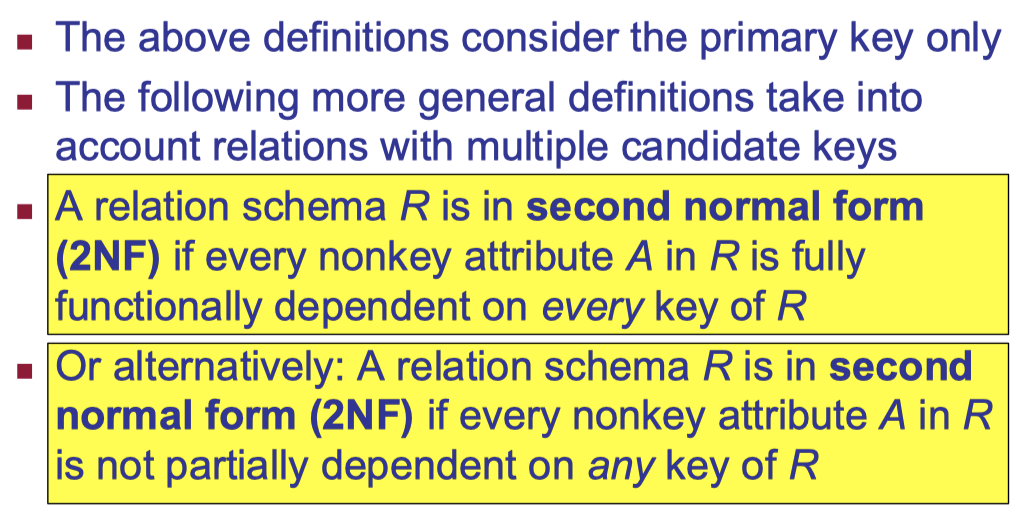 The above definitions consider the primary key only
The following more general definitions take into
account relations with multiple candidate keys
A relation schema R is in second normal form
(2NF) if every nonkey attribute A in R is fully
functionally dependent on every key of R
Or alternatively: A relation schema R is in second
normal form (2NF) if every nonkey attribute A in R
is not partially dependent on any key of R